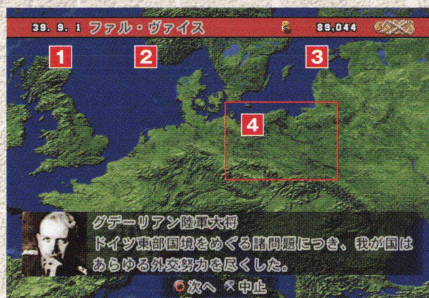 39. 9. 1 ファル・ヴァイス 89,044
1 2 3
4
グデーリアン陸軍大将
ドイツ東部国境をめぐる諸問題につき、我が国は
あらゆる外交努力を尽くした。
次へ 中止